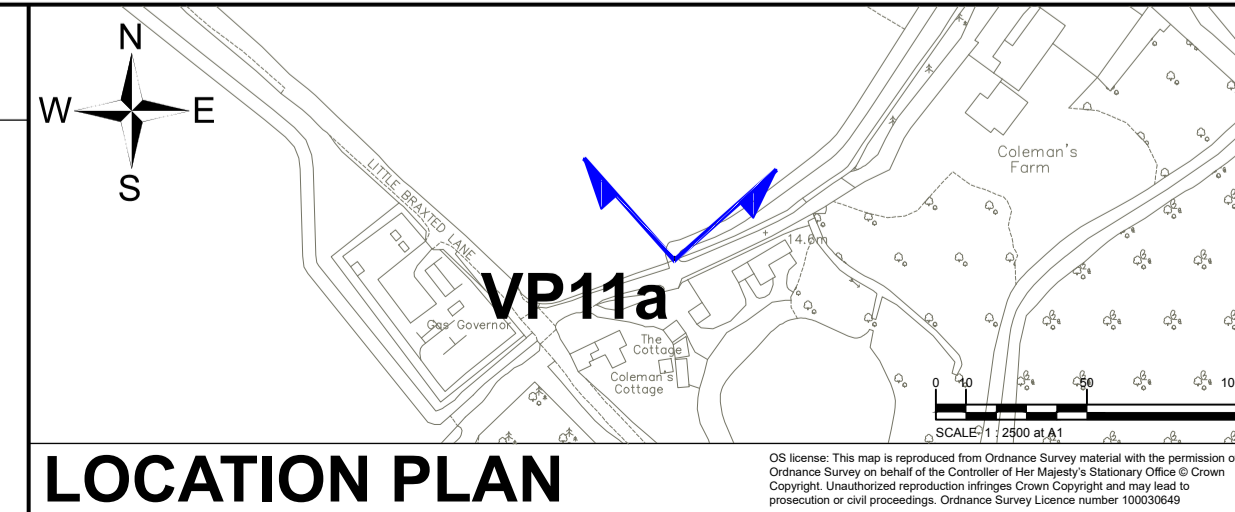 N
W E
S
LITTLE BRAXTED LANE
Coleman's
Farm
14.6m
VP11a
Gas Governor
The
Cottage
Coleman's
Cottage
0 10 50 10
SCALE 1 : 2500 at A1
LOCATION PLAN
OS license: This map is reproduced from Ordnance Survey material with the permission o
Ordnance Survey on behalf of the Controller of Her Majesty's Stationary Office © Crown
Copyright. Unauthorized reproduction infringes Crown Copyright and may lead to
prosecution or civil proceedings. Ordnance Survey Licence number 100030649